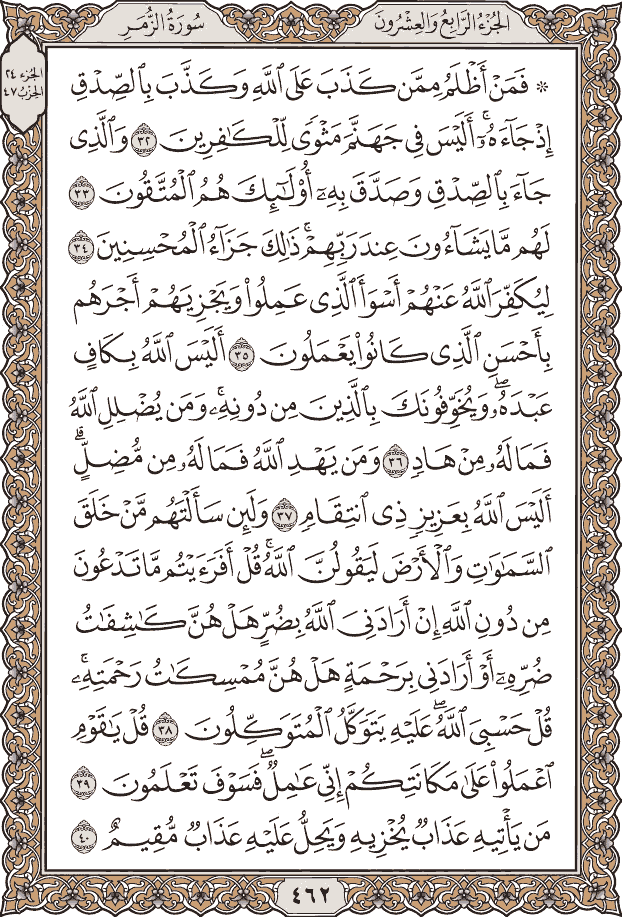 الجُزْءُ الرَّابِعُ وَالعِشْرُونَ
سُورَةُ الزُّمَرِ
الجزء ٢٤
الحزب ٤٧
۞ فَمَنْ أَظْلَمُ مِمَّن كَذَبَ عَلَى ٱللَّهِ وَكَذَّبَ بِٱلصِّدْقِ
إِذْ جَآءَهُۥٓۚ أَلَيْسَ فِى جَهَنَّمَ مَثْوًى لِّلْكَٰفِرِينَ ٣٢ وَٱلَّذِى
جَآءَ بِٱلصِّدْقِ وَصَدَّقَ بِهِۦٓ أُو۟لَٰٓئِكَ هُمُ ٱلْمُتَّقُونَ ٣٣
لَهُم مَّا يَشَآءُونَ عِندَ رَبِّهِمْۚ ذَٰلِكَ جَزَآءُ ٱلْمُحْسِنِينَ ٣٤
لِيُكَفِّرَ ٱللَّهُ عَنْهُمْ أَسْوَأَ ٱلَّذِى عَمِلُوا۟ وَيَجْزِيَهُمْ أَجْرَهُم
بِأَحْسَنِ ٱلَّذِى كَانُوا۟ يَعْمَلُونَ ٣٥ أَلَيْسَ ٱللَّهُ بِكَافٍ
عَبْدَهُۥۖ وَيُخَوِّفُونَكَ بِٱلَّذِينَ مِن دُونِهِۦۚ وَمَن يُضْلِلِ ٱللَّهُ
فَمَا لَهُۥ مِنْ هَادٍ ٣٦ وَمَن يَهْدِ ٱللَّهُ فَمَا لَهُۥ مِن مُّضِلٍّۗ
أَلَيْسَ ٱللَّهُ بِعَزِيزٍ ذِى ٱنتِقَامٍ ٣٧ وَلَئِن سَأَلْتَهُم مَّنْ خَلَقَ
ٱلسَّمَٰوَٰتِ وَٱلْأَرْضَ لَيَقُولُنَّ ٱللَّهُۚ قُلْ أَفَرَءَيْتُم مَّا تَدْعُونَ
مِن دُونِ ٱللَّهِ إِنْ أَرَادَنِىَ ٱللَّهُ بِضُرٍّ هَلْ هُنَّ كَٰشِفَٰتُ
ضُرِّهِۦٓ أَوْ أَرَادَنِى بِرَحْمَةٍ هَلْ هُنَّ مُمْسِكَٰتُ رَحْمَتِهِۦۚ
قُلْ حَسْبِىَ ٱللَّهُۖ عَلَيْهِ يَتَوَكَّلُ ٱلْمُتَوَكِّلُونَ ٣٨ قُلْ يَٰقَوْمِ
ٱعْمَلُوا۟ عَلَىٰ مَكَانَتِكُمْ إِنِّى عَٰمِلٌۖ فَسَوْفَ تَعْلَمُونَ ٣٩
مَن يَأْتِيهِ عَذَابٌ يُخْزِيهِ وَيَحِلُّ عَلَيْهِ عَذَابٌ مُّقِيمٌ ٤٠
٤٦٢